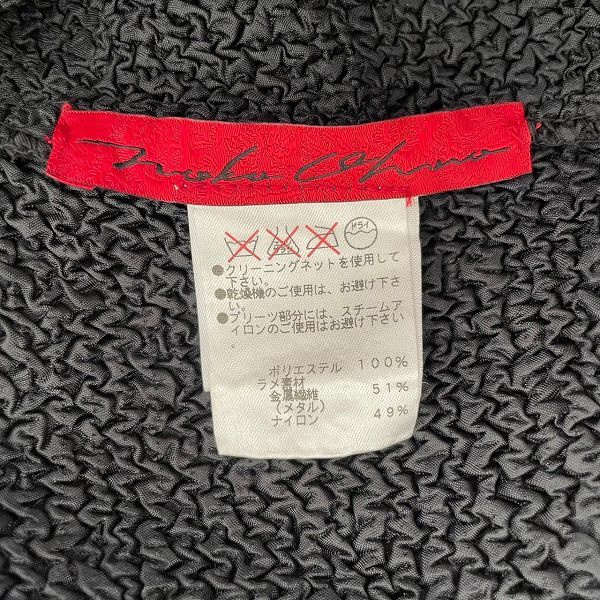 Noko Ohno
ドライ
●クリーニングネットを使用して
下さい。
●乾燥機のご使用は、お避け下さ
い。
●プリーツ部分には、スチームア
イロンのご使用はお避け下さい
。
ポリエステル 100%
ラメ素材
金属繊維 51%
(メタル)
ナイロン 49%